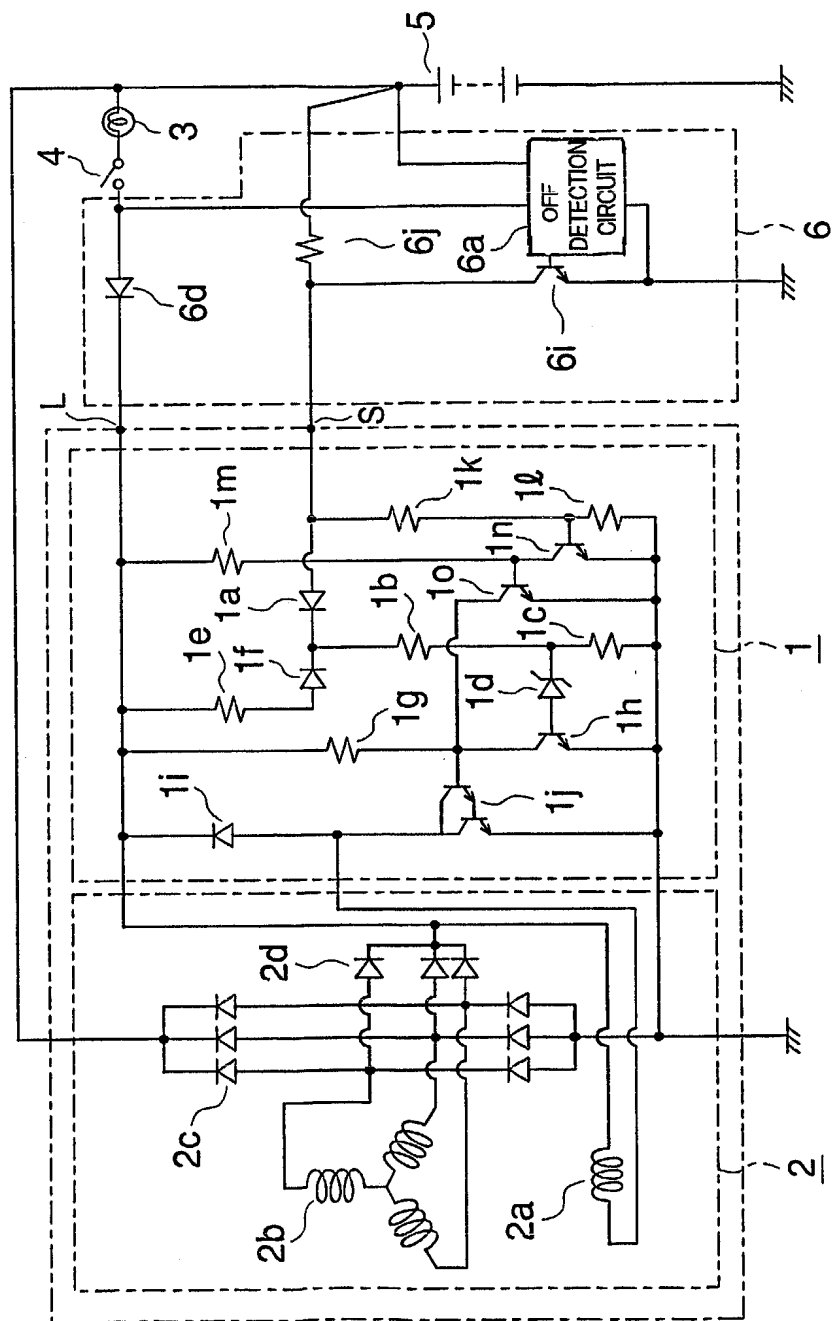 5
3
4
6d
6j
6a
OFF
DETECTION
CIRCUIT
6i
6
L
S
1m
1k
1a
1n
1ℓ
1o
1e
1f
1b
1c
1d
1g
1h
1i
1j
1
2d
2c
2b
2a
2